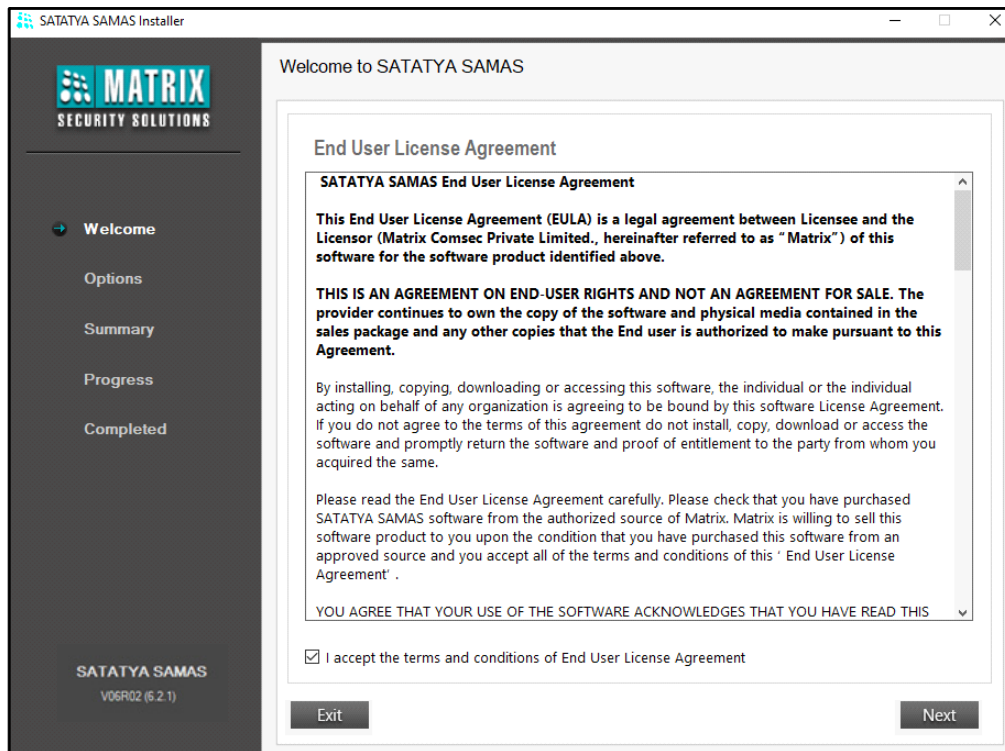 SATATYA SAMAS Installer
MATRIX
SECURITY SOLUTIONS
Welcome
Options
Summary
Progress
Completed
SATATYA SAMAS
V06R02 (6.2.1)
Welcome to SATATYA SAMAS
End User License Agreement
SATATYA SAMAS End User License Agreement
This End User License Agreement (EULA) is a legal agreement between Licensee and the
Licensor (Matrix Comsec Private Limited., hereinafter referred to as “Matrix”) of this
software for the software product identified above.
THIS IS AN AGREEMENT ON END-USER RIGHTS AND NOT AN AGREEMENT FOR SALE. The
provider continues to own the copy of the software and physical media contained in the
sales package and any other copies that the End user is authorized to make pursuant to this
Agreement.
By installing, copying, downloading or accessing this software, the individual or the individual
acting on behalf of any organization is agreeing to be bound by this software License Agreement.
If you do not agree to the terms of this agreement do not install, copy, download or access the
software and promptly return the software and proof of entitlement to the party from whom you
acquired the same.
Please read the End User License Agreement carefully. Please check that you have purchased
SATATYA SAMAS software from the authorized source of Matrix. Matrix is willing to sell this
software product to you upon the condition that you have purchased this software from an
approved source and you accept all of the terms and conditions of this ‘ End User License
Agreement’ .
YOU AGREE THAT YOUR USE OF THE SOFTWARE ACKNOWLEDGES THAT YOU HAVE READ THIS
I accept the terms and conditions of End User License Agreement
Exit
Next